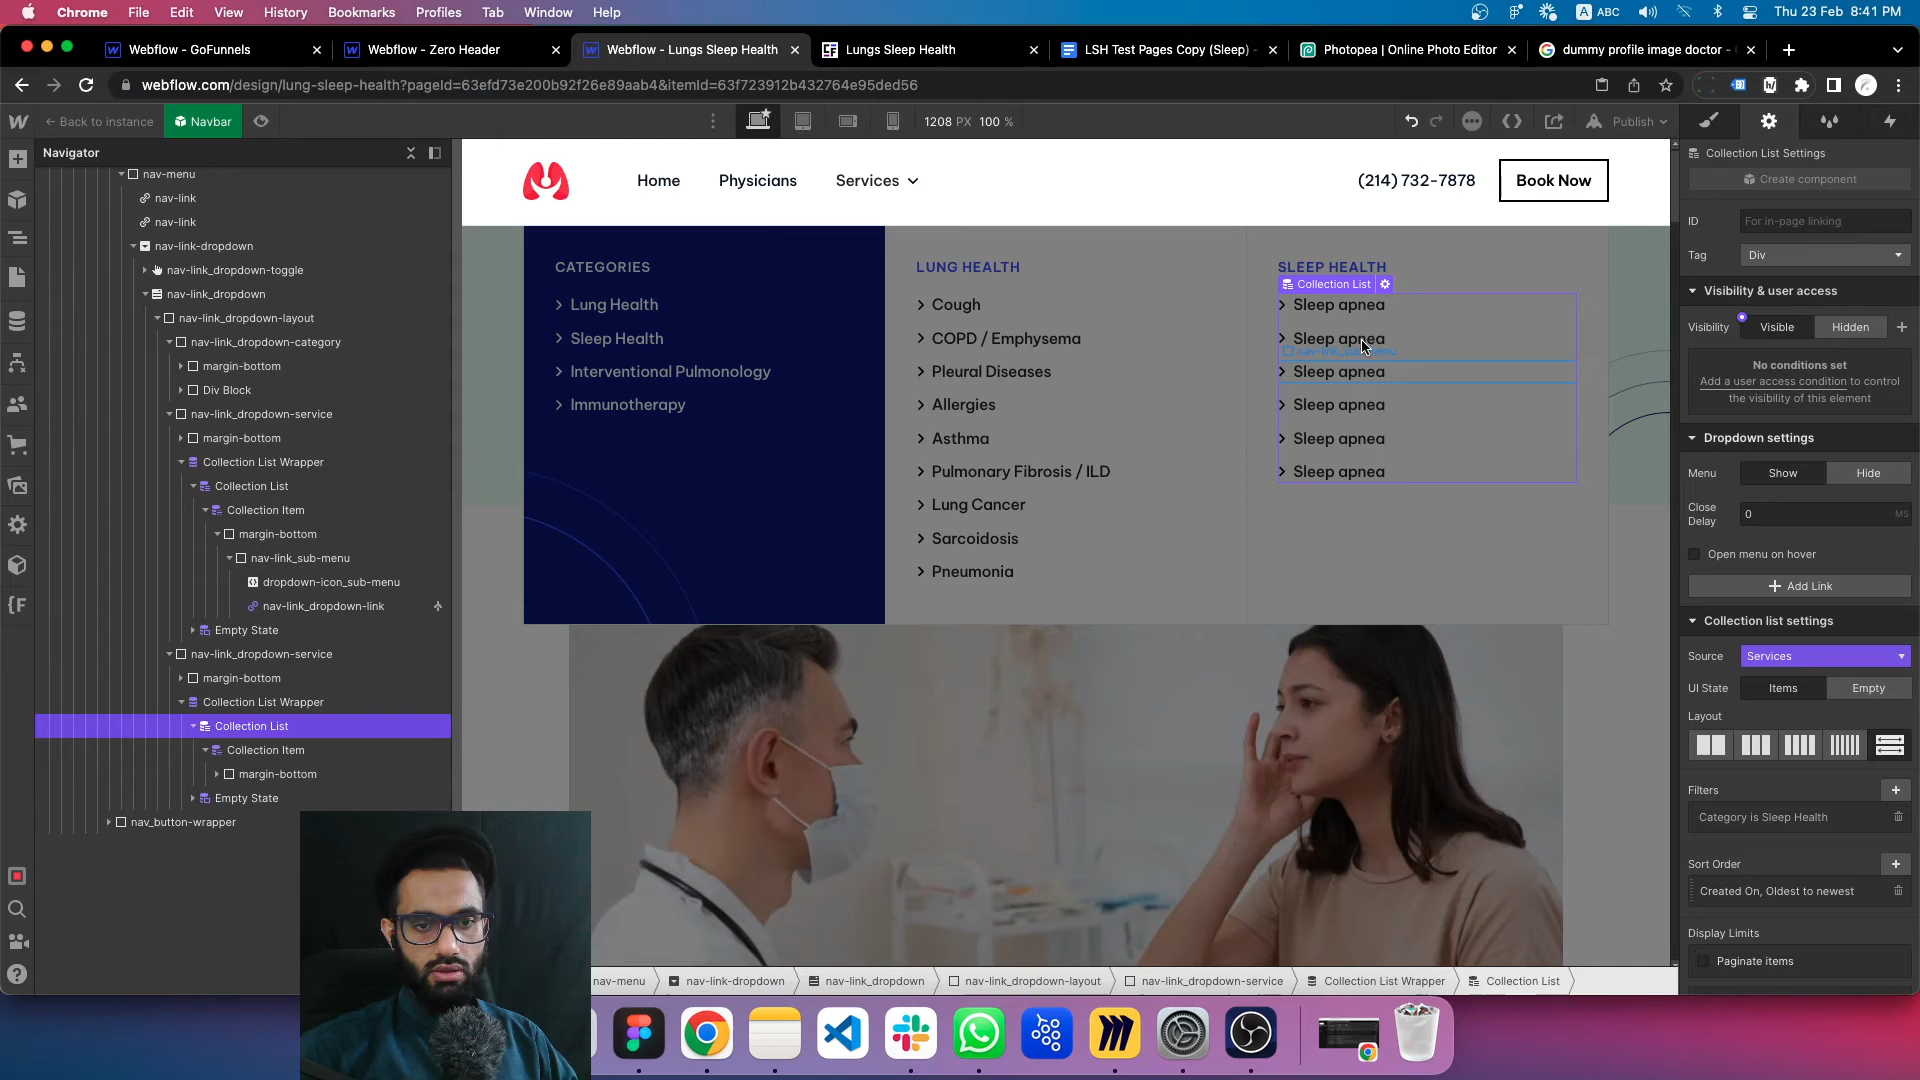 Chrome File Edit View History Bookmarks Profiles Tab Window Help A ABC Thu 23 Feb 8:41 PM
Webflow - GoFunnels Webflow - Zero Header Webflow - Lungs Sleep Health Lungs Sleep Health LSH Test Pages Copy (Sleep) - Photopea | Online Photo Editor dummy profile image doctor -
webflow.com/design/lung-sleep-health?pageId=63efd73e200b92f26e89aab4&itemId=63f723912b432764e95ded56
Back to instance Navbar 1208 PX 100 % Publish
Navigator
nav-menu
nav-link
nav-link
nav-link-dropdown
nav-link_dropdown-toggle
nav-link_dropdown
nav-link_dropdown-layout
nav-link_dropdown-category
margin-bottom
Div Block
nav-link_dropdown-service
margin-bottom
Collection List Wrapper
Collection List
Collection Item
margin-bottom
nav-link_sub-menu
dropdown-icon_sub-menu
nav-link_dropdown-link
Empty State
nav-link_dropdown-service
margin-bottom
Collection List Wrapper
Collection List
Collection Item
margin-bottom
Empty State
nav_button-wrapper
Home Physicians Services (214) 732-7878 Book Now
CATEGORIES
Lung Health
Sleep Health
Interventional Pulmonology
Immunotherapy
LUNG HEALTH
Cough
COPD / Emphysema
Pleural Diseases
Allergies
Asthma
Pulmonary Fibrosis / ILD
Lung Cancer
Sarcoidosis
Pneumonia
SLEEP HEALTH
Collection List
Sleep apnea
Sleep apnea
nav-link_sub-menu
Sleep apnea
Sleep apnea
Sleep apnea
Sleep apnea
nav-menu nav-link-dropdown nav-link_dropdown nav-link_dropdown-layout nav-link_dropdown-service Collection List Wrapper Collection List
Collection List Settings
Create component
ID For in-page linking
Tag Div
Visibility & user access
Visibility Visible Hidden
No conditions set
Add a user access condition to control
the visibility of this element
Dropdown settings
Menu Show Hide
Close
Delay 0 MS
Open menu on hover
Add Link
Collection list settings
Source Services
UI State Items Empty
Layout
Filters
Category is Sleep Health
Sort Order
Created On, Oldest to newest
Display Limits
Paginate items